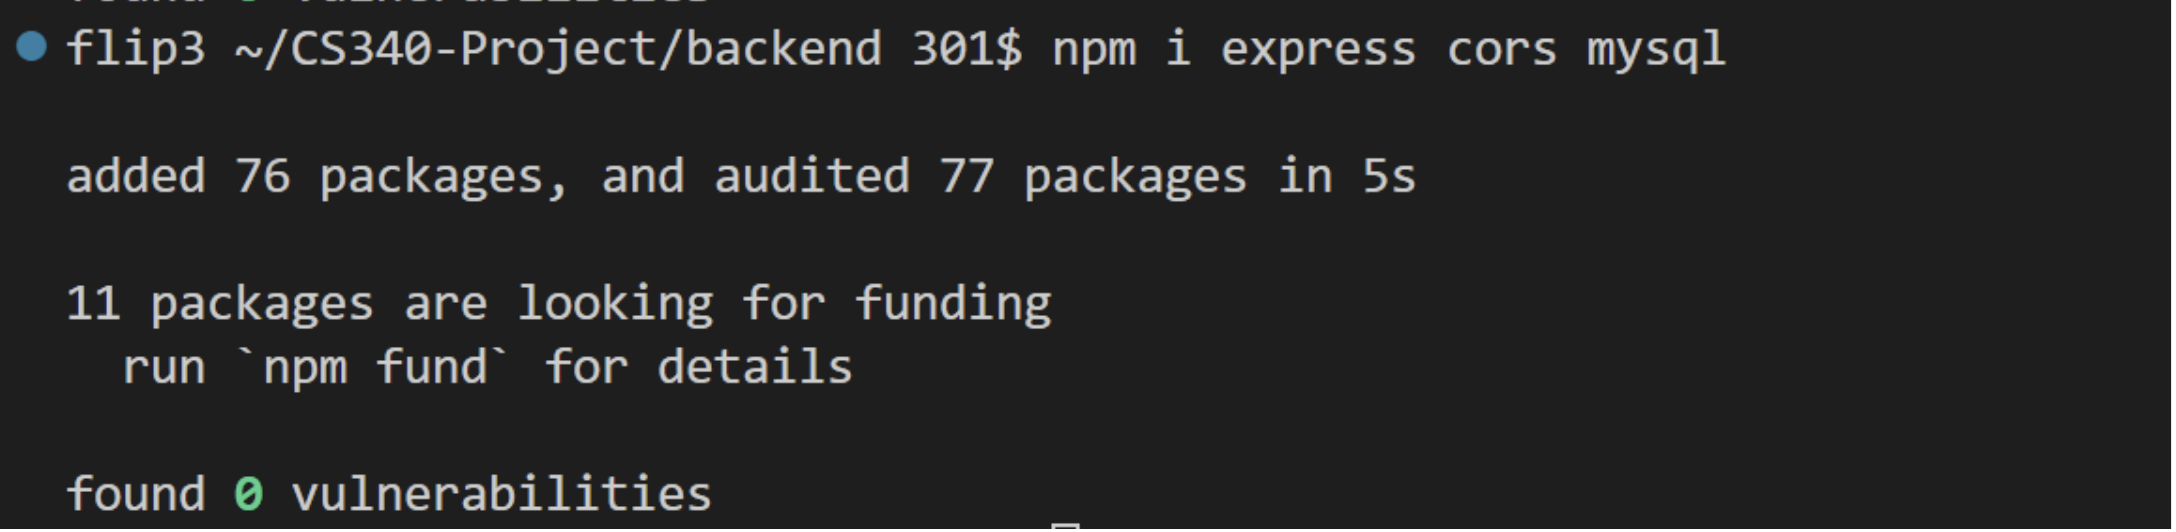 flip3 ~/CS340-Project/backend 301$ npm i express cors mysql
added 76 packages, and audited 77 packages in 5s
11 packages are looking for funding
  run `npm fund` for details
found 0 vulnerabilities